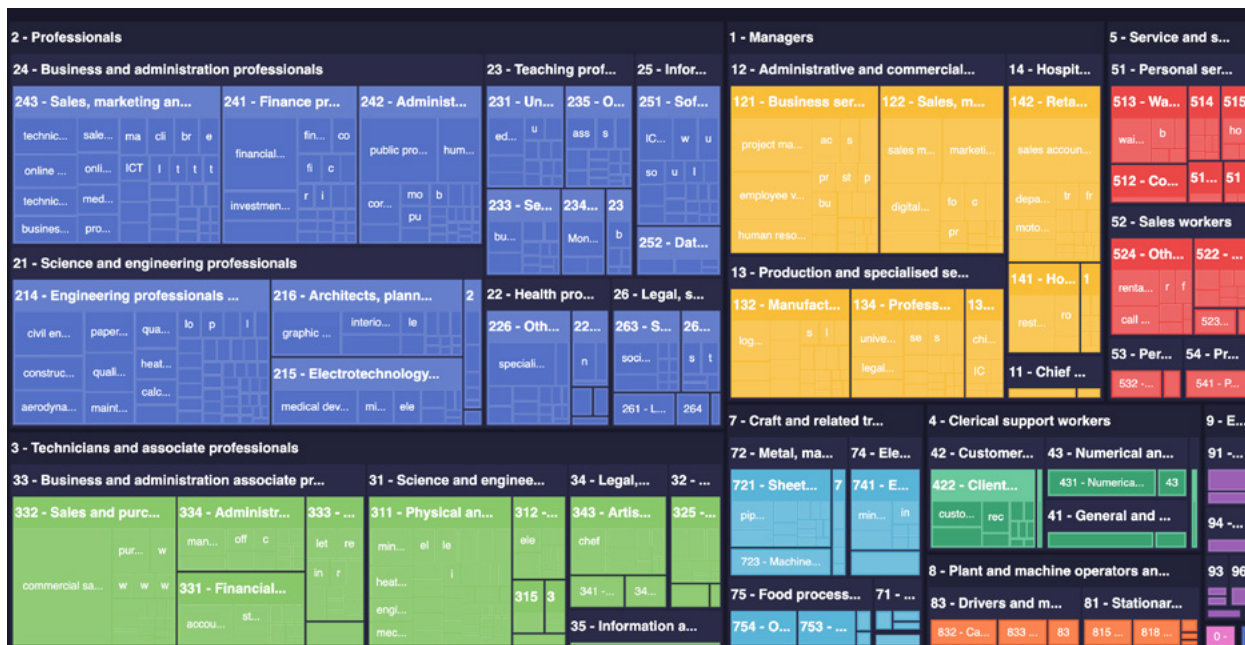 2 - Professionals
24 - Business and administration professionals
243 - Sales, marketing an...
technic...
sale...
ma
cli
br
e
online ...
onli...
ICT
l
t
t
t
technic...
med...
busines...
pro...
241 - Finance pr...
financial...
fin...
co
fi
c
investmen...
r
i
242 - Administ...
public pro...
hum...
cor...
mo
b
pu
23 - Teaching prof...
231 - Un...
ed...
u
235 - O...
ass
s
233 - Se...
bu...
234...
Mon...
23
b
25 - Infor...
251 - Sof...
IC...
w
u
so
u
l
252 - Dat...
21 - Science and engineering professionals
214 - Engineering professionals ...
civil en...
paper...
qua...
lo
p
l
construc...
quali...
heat...
calc...
aerodyna...
maint...
216 - Architects, plann...
graphic ...
interio...
le
215 - Electrotechnology...
medical dev...
mi...
ele
2
22 - Health pro...
226 - Oth...
speciali...
22...
n
26 - Legal, s...
263 - S...
soci...
26...
s
t
261 - L...
264
3 - Technicians and associate professionals
33 - Business and administration associate pr...
332 - Sales and purc...
pur...
w
commercial sa...
w
w
w
334 - Administr...
man...
off
c
331 - Financial...
accou...
st...
333 - ...
let
re
in
r
31 - Science and enginee...
311 - Physical an...
min...
el
le
heat...
i
engi...
mec...
312 -...
ele
315
3
34 - Legal,...
343 - Artis...
chef
341 -...
34...
32 - ...
325 -...
35 - Information a...
1 - Managers
12 - Administrative and commercial...
121 - Business ser...
project ma...
ac
s
employee v...
pr
st
p
bu
human reso...
122 - Sales, m...
sales m...
marketi...
digital...
fo
c
pr
14 - Hospit...
142 - Reta...
sales accoun...
depa...
tr
fr
moto...
141 - Ho...
rest...
ro
1
13 - Production and specialised se...
132 - Manufact...
log...
s
l
134 - Profess...
unive...
se
s
legal...
13...
chi...
IC
11 - Chief ...
5 - Service and s...
51 - Personal ser...
513 - Wa...
wai...
b
514
515
ho
512 - Co...
51...
51
52 - Sales workers
524 - Oth...
renta...
r
f
call ...
522 - ...
523...
53 - Per...
532 -...
54 - Pr...
541 - P...
7 - Craft and related tr...
72 - Metal, ma...
721 - Sheet...
pip...
7
723 - Machine...
74 - Ele...
741 - E...
min...
in
75 - Food process...
754 - O...
753 - ...
71 - ...
4 - Clerical support workers
42 - Customer...
422 - Client...
custo...
rec
43 - Numerical an...
431 - Numerica...
43
41 - General and ...
8 - Plant and machine operators an...
83 - Drivers and m...
832 - Ca...
833 ...
83
81 - Stationar...
815 ...
818 ...
9 - E...
91 -...
94 -...
93
96
0 -